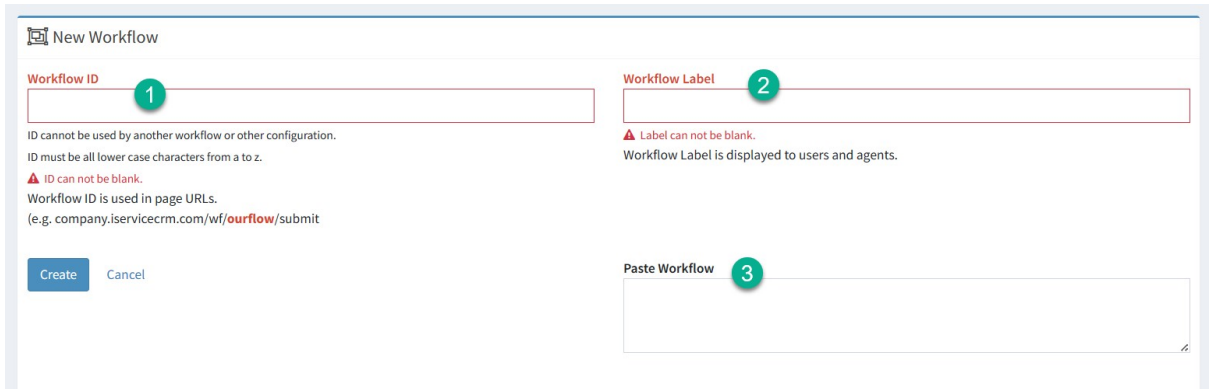 New Workflow
Workflow ID
1
ID cannot be used by another workflow or other configuration.
ID must be all lower case characters from a to z.
ID can not be blank.
Workflow ID is used in page URLs.
(e.g. company.iservicecrm.com/wf/ourflow/submit
Create Cancel
Workflow Label
2
Label can not be blank.
Workflow Label is displayed to users and agents.
Paste Workflow
3